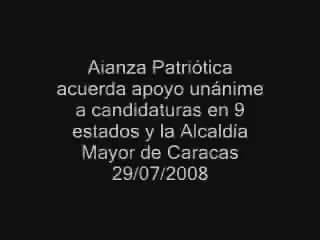 Aianza Patriótica
acuerda apoyo unánime
a candidaturas en 9
estados y la Alcaldía
Mayor de Caracas
29/07/2008